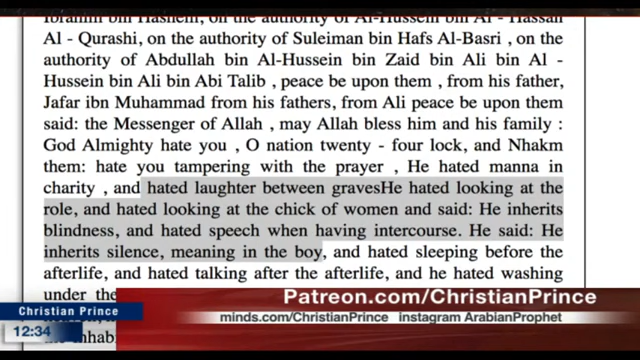 Ibrahim bin Hashem, on the authority of Al-Hussein bin Al - Hassan
Al - Qurashi, on the authority of Suleiman bin Hafs Al-Basri , on the
authority of Abdullah bin Al-Hussein bin Zaid bin Ali bin Al -
Hussein bin Ali bin Abi Talib , peace be upon them , from his father,
Jafar ibn Muhammad from his fathers, from Ali peace be upon them
said: the Messenger of Allah , may Allah bless him and his family :
God Almighty hate you , O nation twenty - four lock, and Nhakm
them: hate you tampering with the prayer , He hated manna in
charity , and hated laughter between gravesHe hated looking at the
role, and hated looking at the chick of women and said: He inherits
blindness, and hated speech when having intercourse. He said: He
inherits silence, meaning in the boy, and hated sleeping before the
afterlife, and hated talking after the afterlife, and he hated washing
under the
Patreon.com/ChristianPrince
Christian Prince
minds.com/ChristianPrince instagram ArabianProphet
12:34